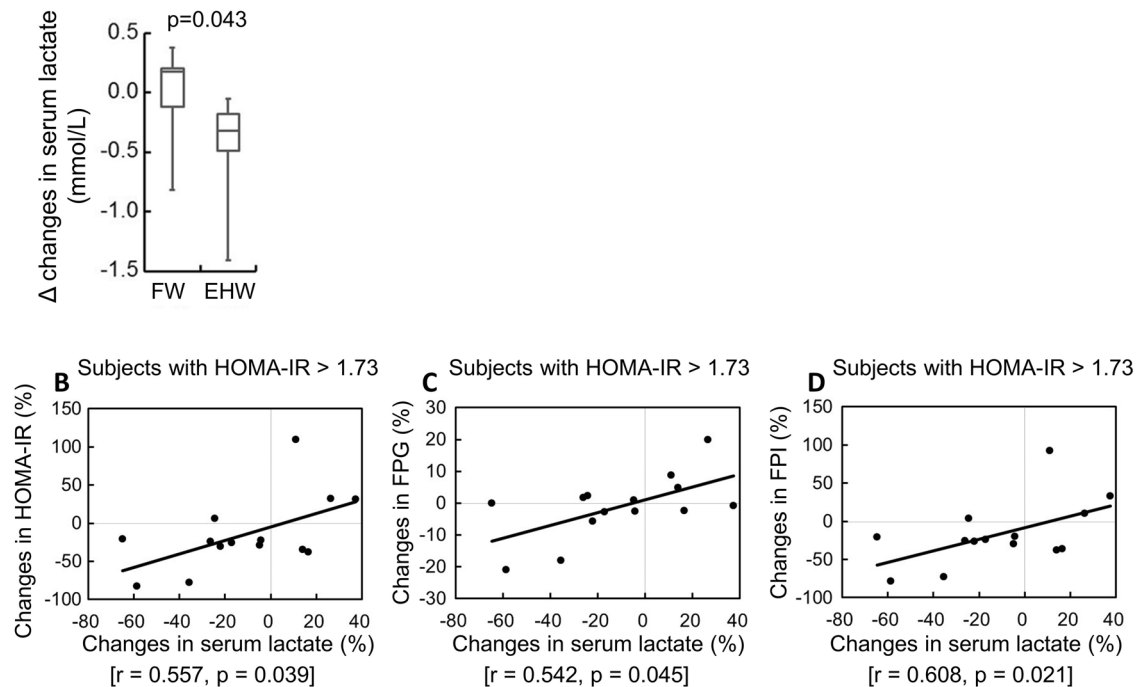 p=0.043
Δ changes in serum lactate
(mmol/L)
0.5
0.0
-0.5
-1.0
-1.5
FW EHW
B Subjects with HOMA-IR > 1.73
Changes in HOMA-IR (%)
150
100
50
0
-50
-100
-80 -60 -40 -20 0 20 40
Changes in serum lactate (%)
[r = 0.557, p = 0.039]
C Subjects with HOMA-IR > 1.73
Changes in FPG (%)
30
20
10
0
-10
-20
-30
-80 -60 -40 -20 0 20 40
Changes in serum lactate (%)
[r = 0.542, p = 0.045]
D Subjects with HOMA-IR > 1.73
Changes in FPI (%)
150
100
50
0
-50
-100
-80 -60 -40 -20 0 20 40
Changes in serum lactate (%)
[r = 0.608, p = 0.021]